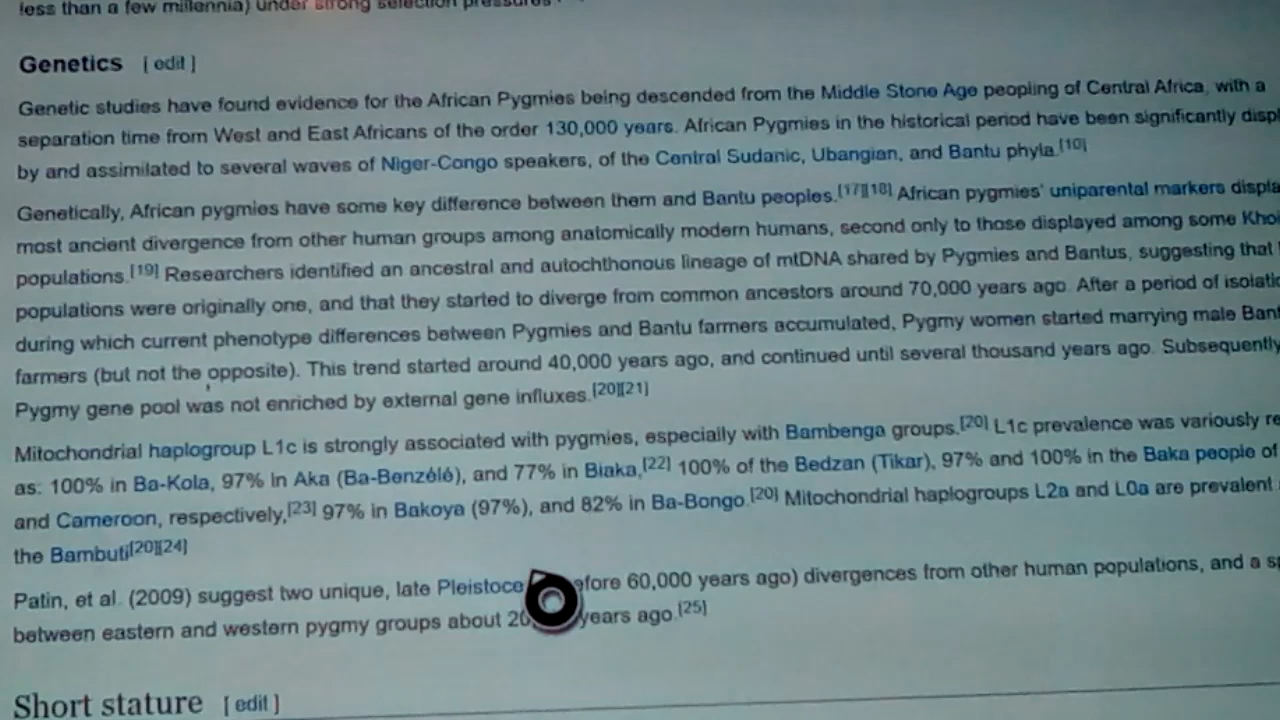 less than a few millennia) under strong selection pressures
Genetics [ edit ]
Genetic studies have found evidence for the African Pygmies being descended from the Middle Stone Age peopling of Central Africa, with a
separation time from West and East Africans of the order 130,000 years. African Pygmies in the historical period have been significantly displ
by and assimilated to several waves of Niger-Congo speakers, of the Central Sudanic, Ubangian, and Bantu phyla.[10]
Genetically, African pygmies have some key difference between them and Bantu peoples.[17][18] African pygmies' uniparental markers displa
most ancient divergence from other human groups among anatomically modern humans, second only to those displayed among some Kho
populations.[19] Researchers identified an ancestral and autochthonous lineage of mtDNA shared by Pygmies and Bantus, suggesting that
populations were originally one, and that they started to diverge from common ancestors around 70,000 years ago. After a period of isolatio
during which current phenotype differences between Pygmies and Bantu farmers accumulated, Pygmy women started marrying male Bant
farmers (but not the opposite). This trend started around 40,000 years ago, and continued until several thousand years ago. Subsequently
Pygmy gene pool was not enriched by external gene influxes.[20][21]
Mitochondrial haplogroup L1c is strongly associated with pygmies, especially with Bambenga groups.[20] L1c prevalence was variously re
as: 100% in Ba-Kola, 97% in Aka (Ba-Benzélé), and 77% in Biaka,[22] 100% of the Bedzan (Tikar), 97% and 100% in the Baka people of
and Cameroon, respectively,[23] 97% in Bakoya (97%), and 82% in Ba-Bongo.[20] Mitochondrial haplogroups L2a and L0a are prevalent
the Bambuti[20][24]
Patin, et al. (2009) suggest two unique, late Pleistoce efore 60,000 years ago) divergences from other human populations, and a sp
between eastern and western pygmy groups about 20 years ago.[25]
Short stature [ edit ]